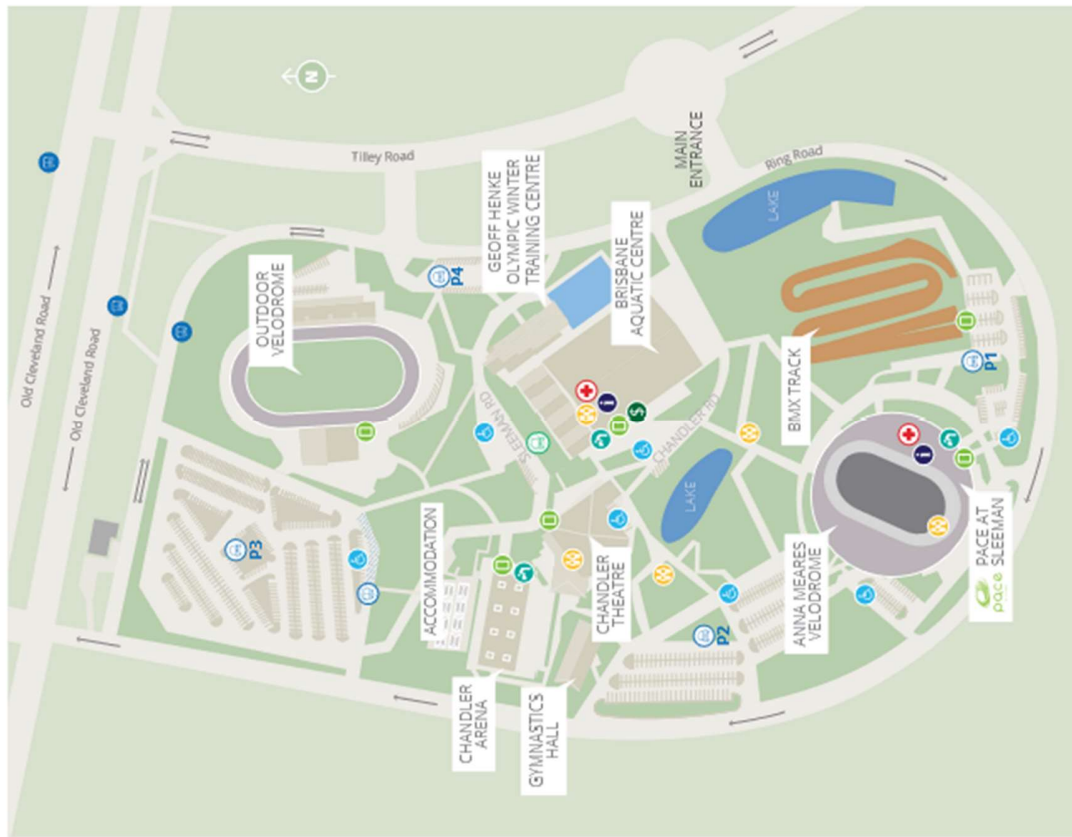 N
Old Cleveland Road
Old Cleveland Road
Tilley Road
MAIN
ENTRANCE
Ring Road
OUTDOOR
VELODROME
P4
GEOFF HENKE
OLYMPIC WINTER
TRAINING CENTRE
BRISBANE
AQUATIC CENTRE
LAKE
P3
SLEEMAN RD
CHANDLER RD
BMX TRACK
P1
ACCOMMODATION
LAKE
CHANDLER
THEATRE
P2
ANNA MEARES
VELODROME
pace
PACE AT
SLEEMAN
CHANDLER
ARENA
GYMNASTICS
HALL
i
$
i